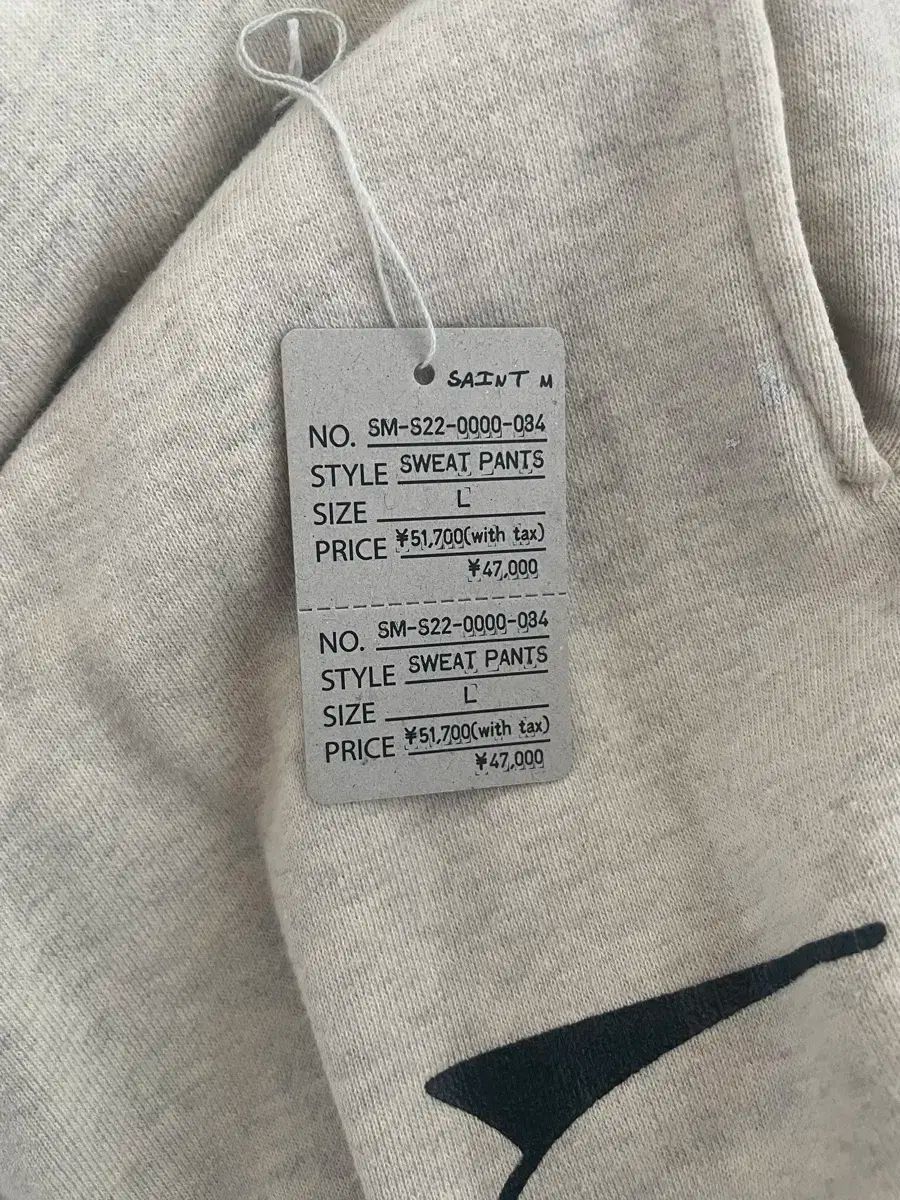 SAINT M
NO. SM-S22-0000-034
STYLE SWEAT PANTS
SIZE L
PRICE ¥51,700(with tax)
¥47,000
NO. SM-S22-0000-034
STYLE SWEAT PANTS
SIZE L
PRICE ¥51,700(with tax)
¥47,000